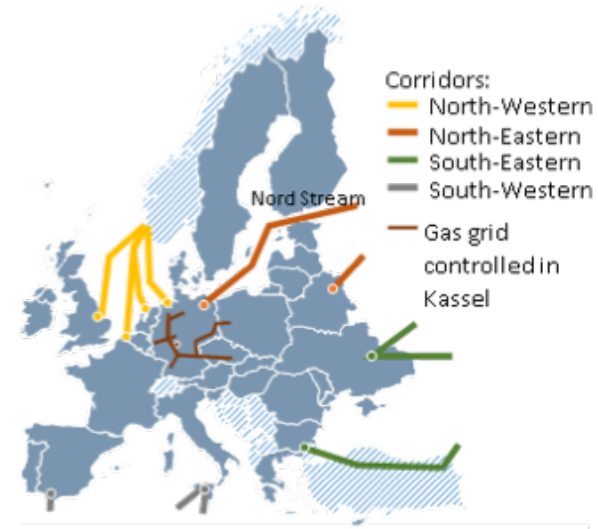 Corridors:
North-Western
North-Eastern
South-Eastern
South-Western
Nord Stream
Gas grid
controlled in
Kassel